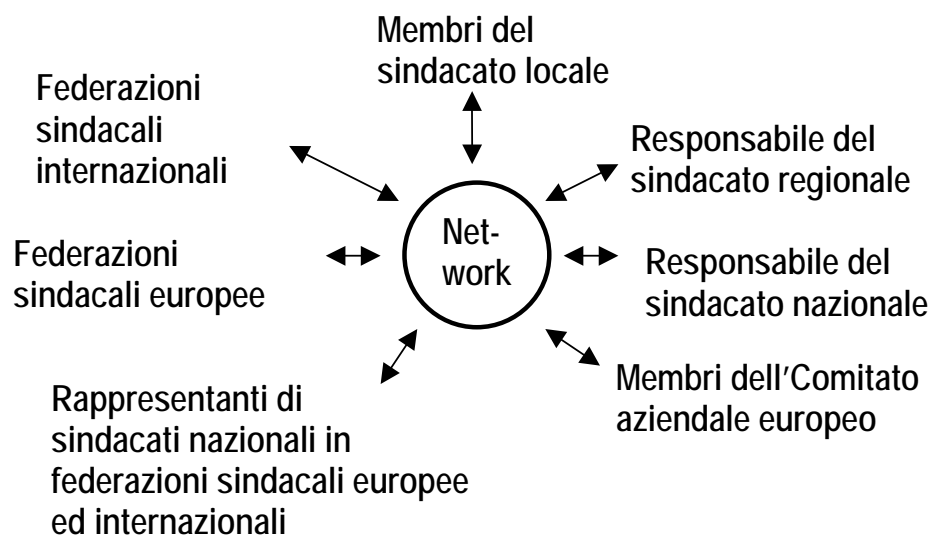 Membri del
sindacato locale
Federazioni
sindacali
internazionali
Responsabile del
sindacato regionale
Net-
work
Federazioni
sindacali europee
Responsabile del
sindacato nazionale
Membri dell'Comitato
aziendale europeo
Rappresentanti di
sindacati nazionali in
federazioni sindacali europee
ed internazionali